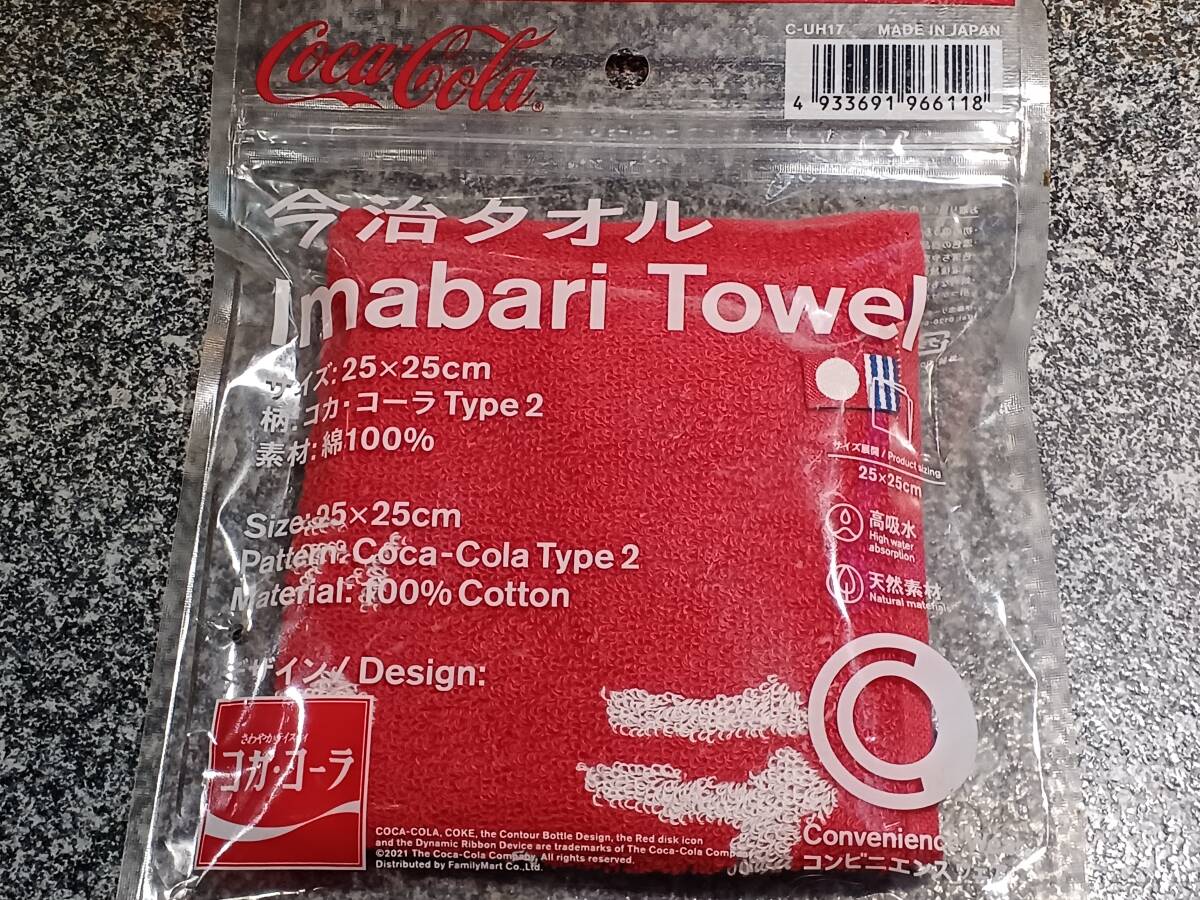 Coca-Cola®
C-UH17 MADE IN JAPAN
4 933691 966118
今治タオル
Imabari Towel
サイズ: 25×25cm
柄: コカ・コーラ Type 2
素材: 綿100%
Size: 25×25cm
Pattern: Coca-Cola Type 2
Material: 100% Cotton
サイズ展開 / Product sizing
25×25cm
高吸水
High water
absorption
天然素材
Natural material
デザイン / Design:
さわやかテイスティ
コカ・コーラ
COCA-COLA, COKE, the Contour Bottle Design, the Red disk icon
and the Dynamic Ribbon Device are trademarks of The Coca-Cola Company.
©2021 The Coca-Cola Company. All rights reserved.
Distributed by FamilyMart Co.,Ltd.
Convenienc
コンビニエンス